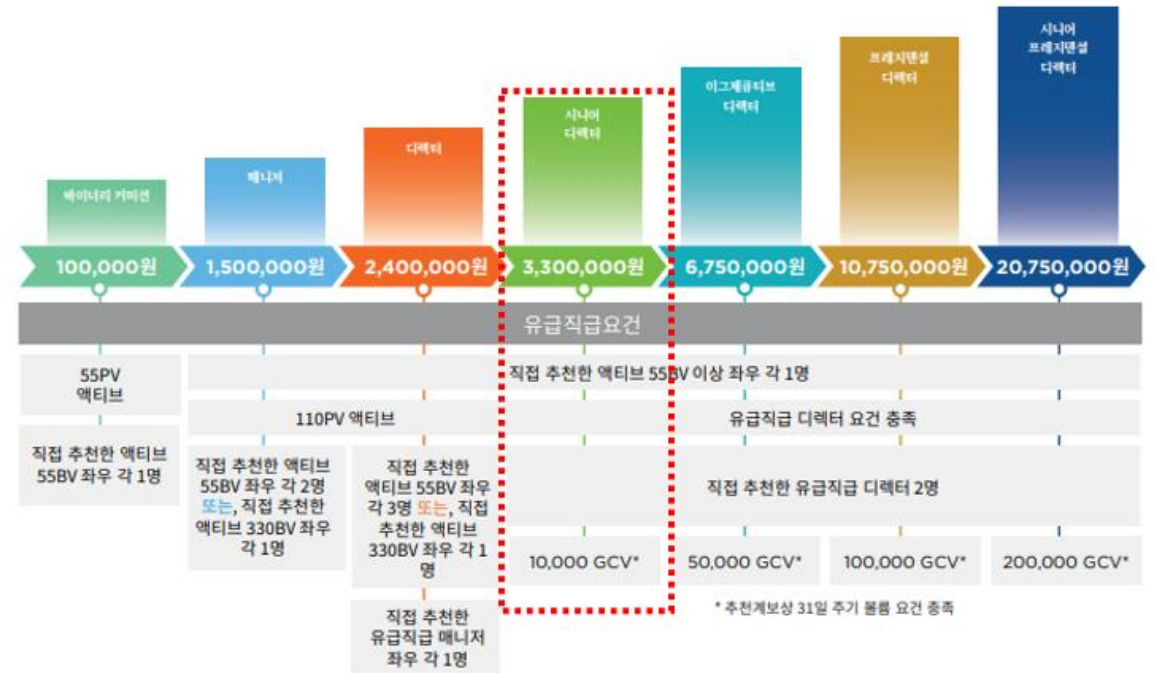 바이너리 커미션
매니저
디렉터
시니어
디렉터
이그제큐티브
디렉터
프레지덴셜
디렉터
시니어
프레지덴셜
디렉터
100,000원
1,500,000원
2,400,000원
3,300,000원
6,750,000원
10,750,000원
20,750,000원
유급직급요건
55PV
액티브
직접 추천한 액티브 55BV 이상 좌우 각 1명
110PV 액티브
유급직급 디렉터 요건 충족
직접 추천한 액티브
55BV 좌우 각 1명
직접 추천한 액티브
55BV 좌우 각 2명
또는, 직접 추천한
액티브 330BV 좌우
각 1명
직접 추천한
액티브 55BV 좌우
각 3명 또는, 직접
추천한 액티브
330BV 좌우 각 1
명
직접 추천한 유급직급 디렉터 2명
10,000 GCV*
50,000 GCV*
100,000 GCV*
200,000 GCV*
* 추천계보상 31일 주기 볼륨 요건 충족
직접 추천한
유급직급 매니저
좌우 각 1명